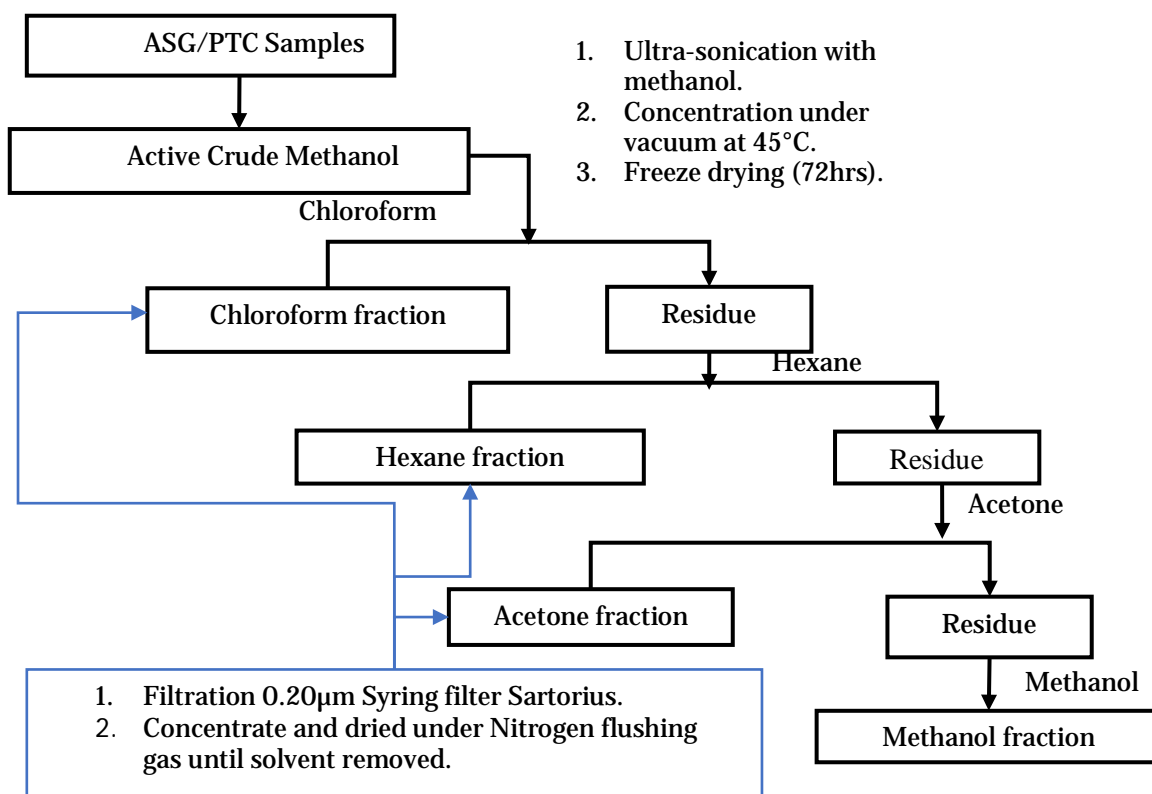 ASG/PTC Samples
1. Ultra-sonication with
methanol.
2. Concentration under
vacuum at 45°C.
3. Freeze drying (72hrs).
Active Crude Methanol
Chloroform
Chloroform fraction
Residue
Hexane
Hexane fraction
Residue
Acetone
Acetone fraction
Residue
Methanol
Methanol fraction
1. Filtration 0.20µm Syring filter Sartorius.
2. Concentrate and dried under Nitrogen flushing
gas until solvent removed.